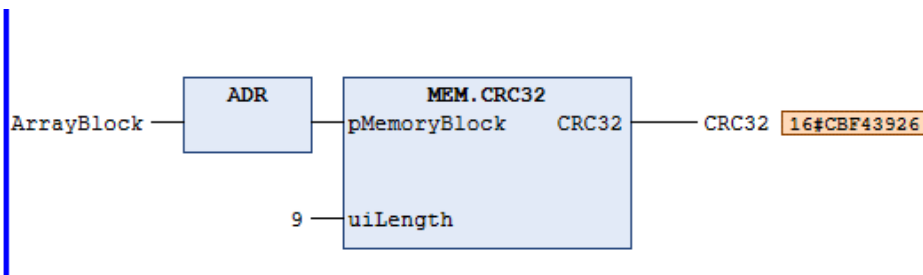 ADR
MEM.CRC32
ArrayBlock
pMemoryBlock
CRC32
CRC32
16#CBF43926
9
uiLength